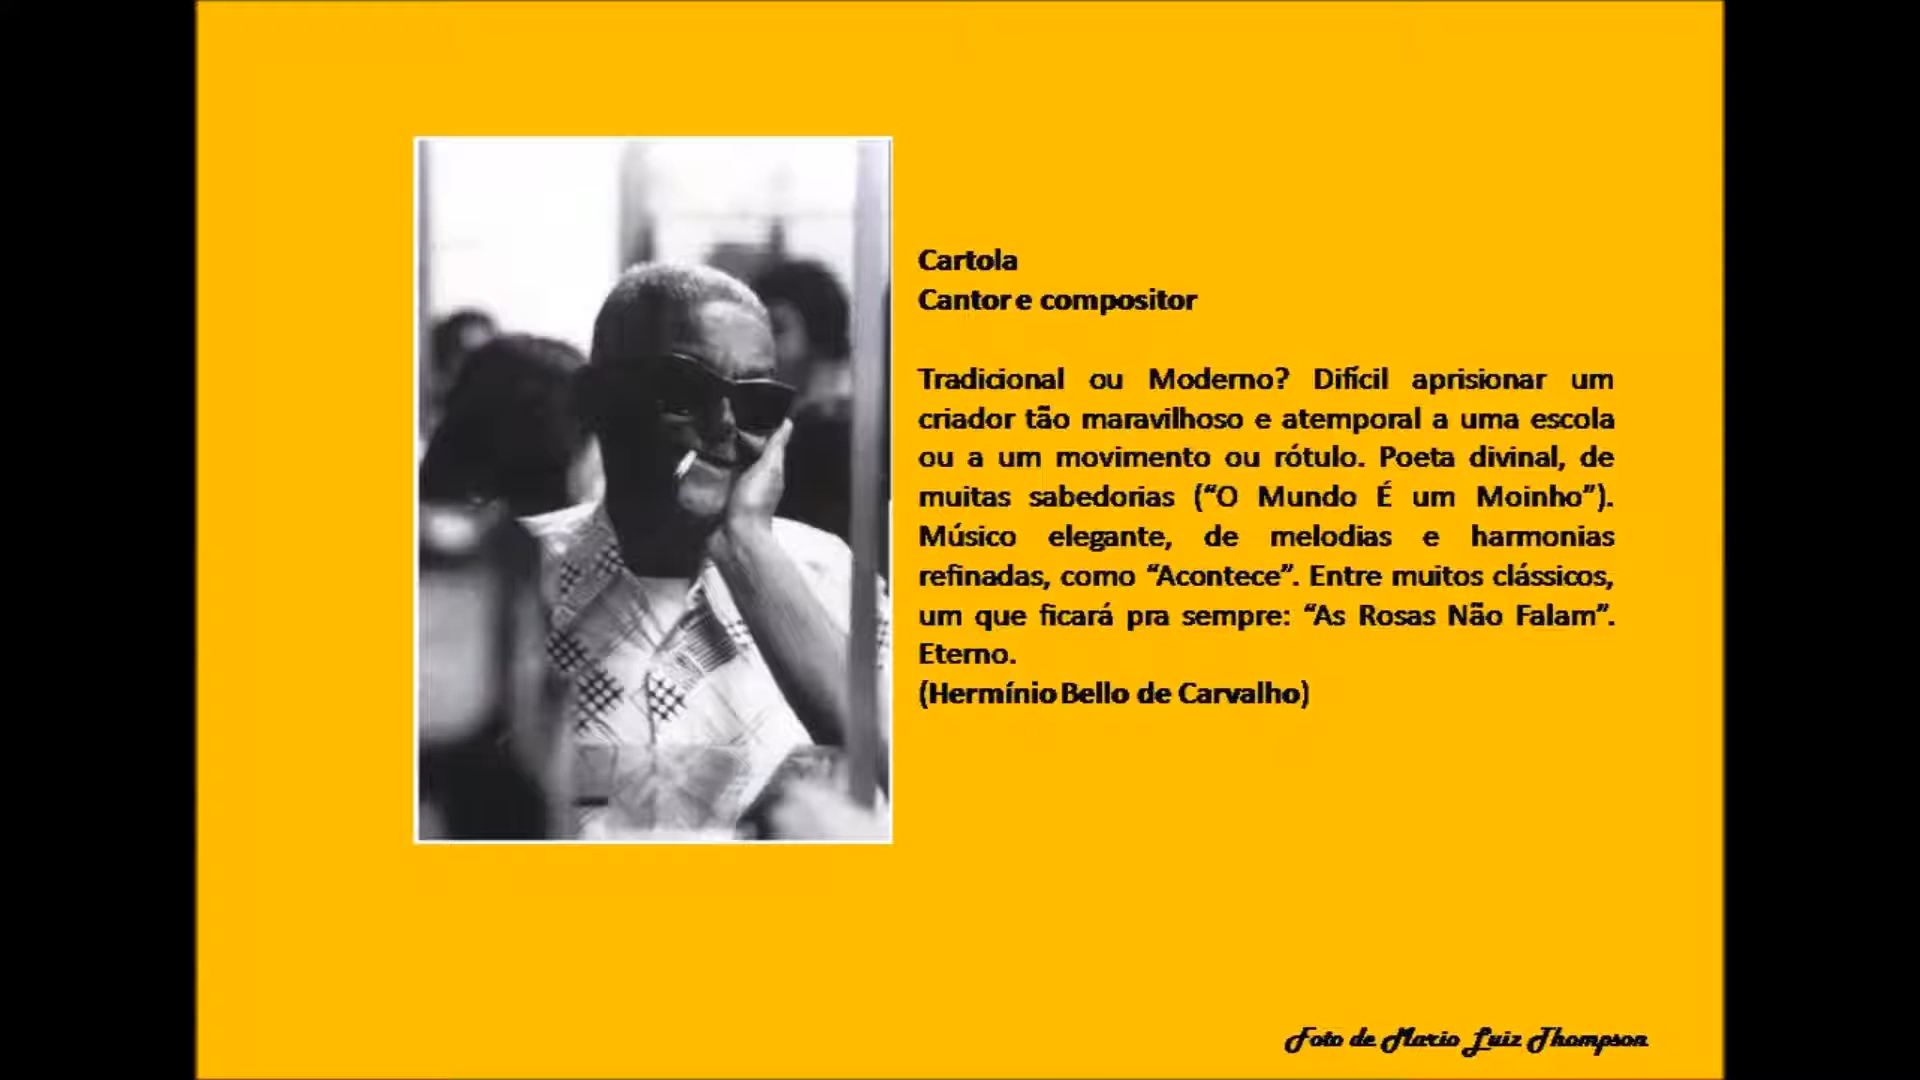 Cartola
Cantor e compositor
Tradicional ou Moderno? Difícil aprisionar um
criador tão maravilhoso e atemporal a uma escola
ou a um movimento ou rótulo. Poeta divinal, de
muitas sabedorias (“O Mundo É um Moinho”).
Músico elegante, de melodias e harmonias
refinadas, como “Acontece”. Entre muitos clássicos,
um que ficará pra sempre: “As Rosas Não Falam”.
Eterno.
(Hermínio Bello de Carvalho)
Foto de Mario Luiz Thompson